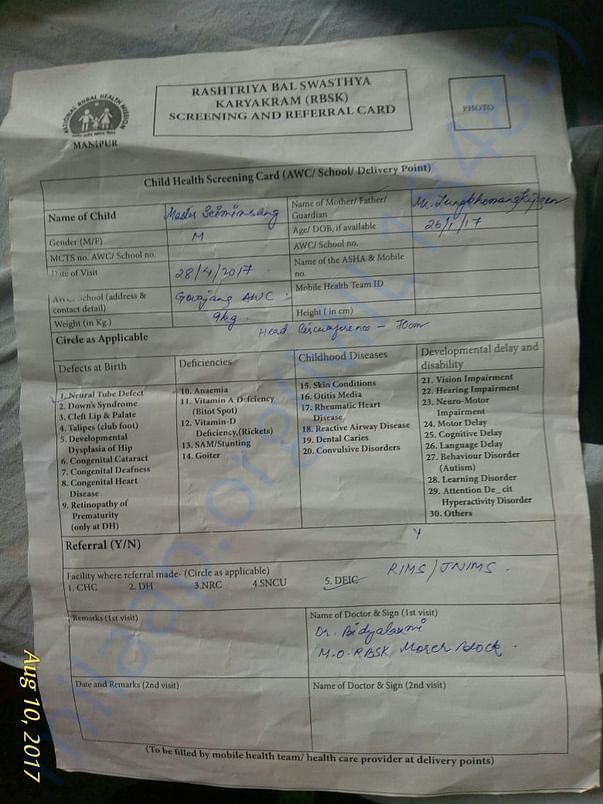 NATIONAL RURAL HEALTH MISSION
MANIPUR
RASHTRIYA BAL SWASTHYA
KARYAKRAM (RBSK)
SCREENING AND REFERRAL CARD
PHOTO
Child Health Screening Card (AWC/ School/ Delivery Point)
Name of Child
Name of Mother/ Father/
Guardian
Mr.
Gender (M/F)
M
Age/ DOB, if available
26/1/17
MCTS no. AWC/ School no.
AWC/ School no.
Date of Visit
28/4/2017
Name of the ASHA & Mobile
no.
AWC/School (address &
contact detail)
AWC
Mobile Health Team ID
Weight (in Kg.)
9kg
Height (in cm)
Head Circumference - 70cm
Circle as Applicable
Defects at Birth
1. Neural Tube Defect
2. Down's Syndrome
3. Cleft Lip & Palate
4. Talipes (club foot)
5. Developmental
Dysplasia of Hip
6. Congenital Cataract
7. Congenital Deafness
8. Congenital Heart
Disease
9. Retinopathy of
Prematurity
(only at DH)
Deficiencies
10. Anaemia
11. Vitamin A D ficiency
(Bitot Spot)
12. Vitamin-D
Deficiency,(Rickets)
13. SAM/Stunting
14. Goiter
Childhood Diseases
15. Skin Conditions
16. Otitis Media
17. Rheumatic Heart
Disease
18. Reactive Airway Disease
19. Dental Caries
20. Convulsive Disorders
Developmental delay and
disability
21. Vision Impairment
22. Hearing Impairment
23. Neuro-Motor
Impairment
24. Motor Delay
25. Cognitive Delay
26. Language Delay
27. Behaviour Disorder
(Autism)
28. Learning Disorder
29. Attention De_cit
Hyperactivity Disorder
30. Others
Referral (Y/N)
Y
Facility where referral made- (Circle as applicable)
1. CHC 2. DH 3.NRC 4.SNCU 5. DEIC
RIMS/JNIMS.
Remarks (1st visit)
Name of Doctor & Sign (1st visit)
Dr. Bidyalaxmi
M.O. RBSK, Moreh Block.
Date and Remarks (2nd visit)
Name of Doctor & Sign (2nd visit)
(To be filled by mobile health team/ health care provider at delivery points)
Aug 10, 2017